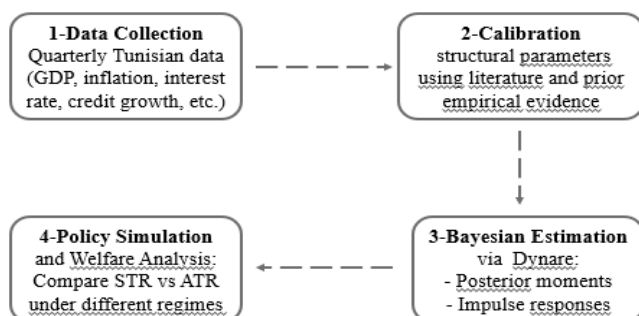 1-Data Collection
Quarterly Tunisian data
(GDP, inflation, interest
rate, credit growth, etc.)
2-Calibration
structural parameters
using literature and prior
empirical evidence
3-Bayesian Estimation
via Dynare:
- Posterior moments
- Impulse responses
4-Policy Simulation
and Welfare Analysis:
Compare STR vs ATR
under different regimes